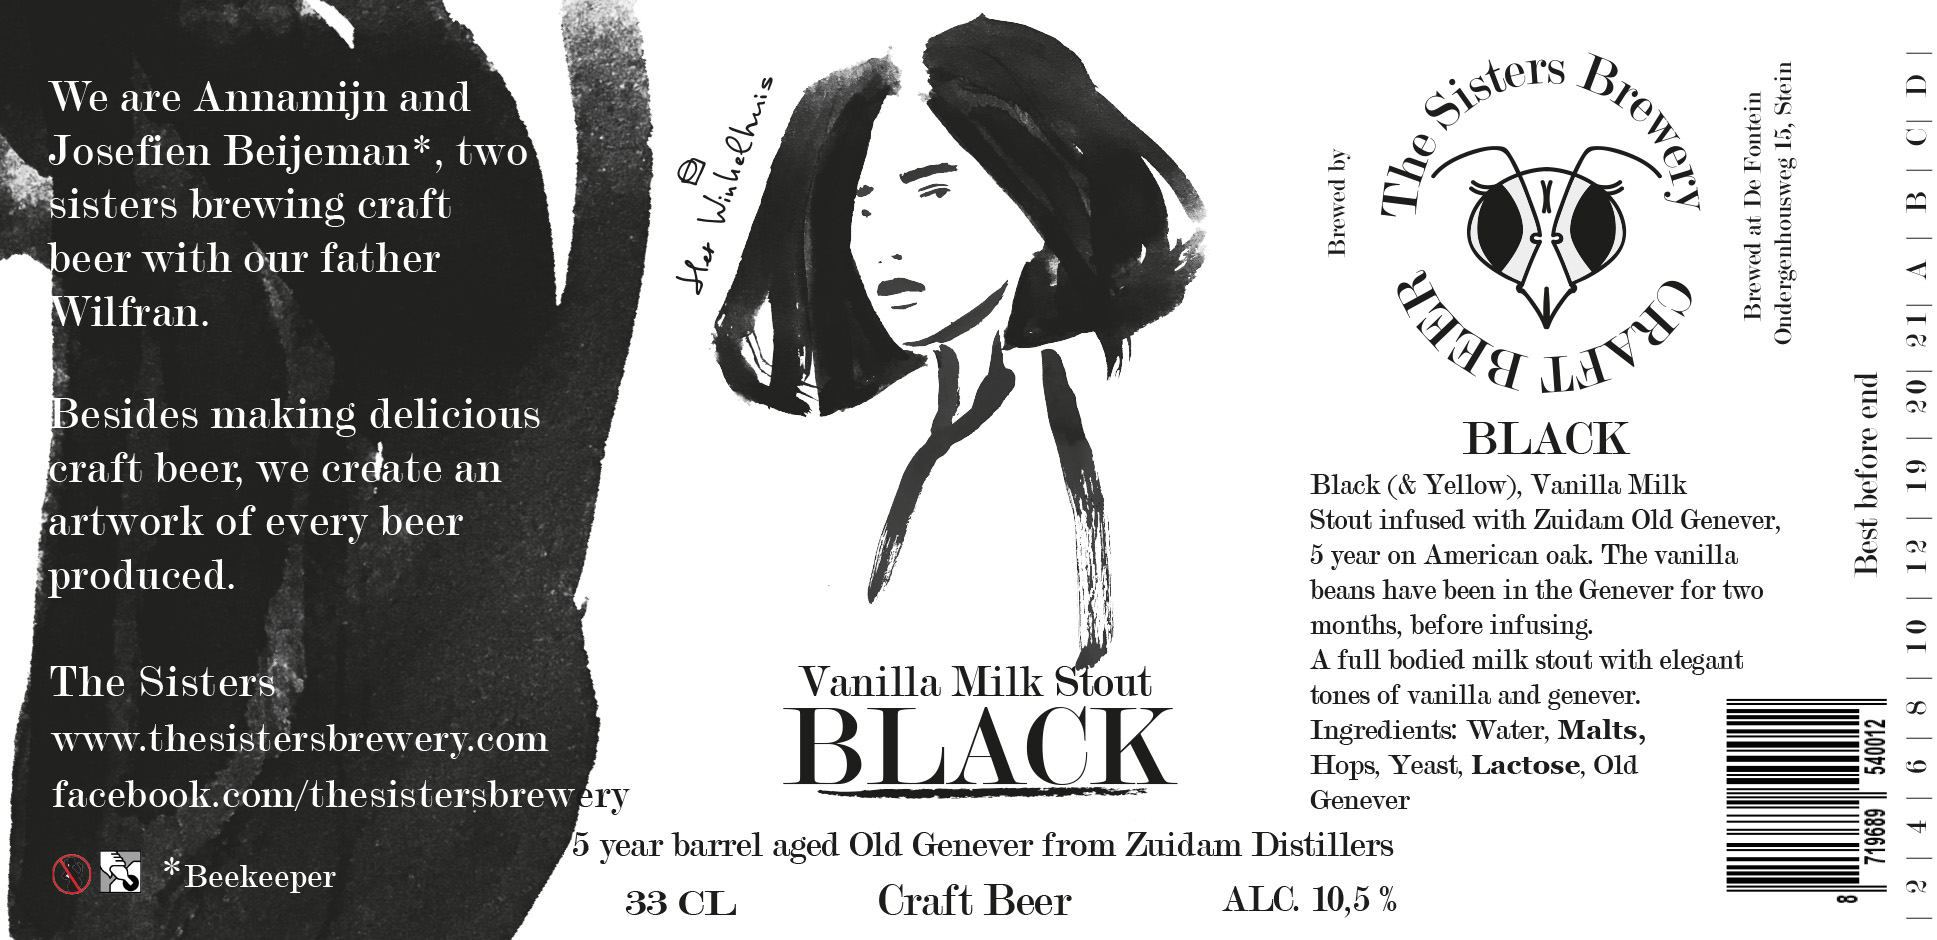 We are Annamijn and
Josefien Beijeman*, two
sisters brewing craft
beer with our father
Wilfran.
Besides making delicious
craft beer, we create an
artwork of every beer
produced.
The Sisters
www.thesistersbrewery.com
facebook.com/thesistersbrewery
*Beekeeper
Het Winkelhuis
Vanilla Milk Stout
BLACK
5 year barrel aged Old Genever from Zuidam Distillers
33 CL
Craft Beer
ALC. 10,5 %
Brewed by
The Sisters Brewery
CRAFT BEER
Brewed at De Fontein
Ondergenhousweg 15, Stein
BLACK
Black (& Yellow), Vanilla Milk
Stout infused with Zuidam Old Genever,
5 year on American oak. The vanilla
beans have been in the Genever for two
months, before infusing.
A full bodied milk stout with elegant
tones of vanilla and genever.
Ingredients: Water, Malts,
Hops, Yeast, Lactose, Old
Genever
Best before end
8 719689 540012
| 2 | 4 | 6 | 8 | 10 | 12 | 19 | 20 | 21 | A | B | C | D |